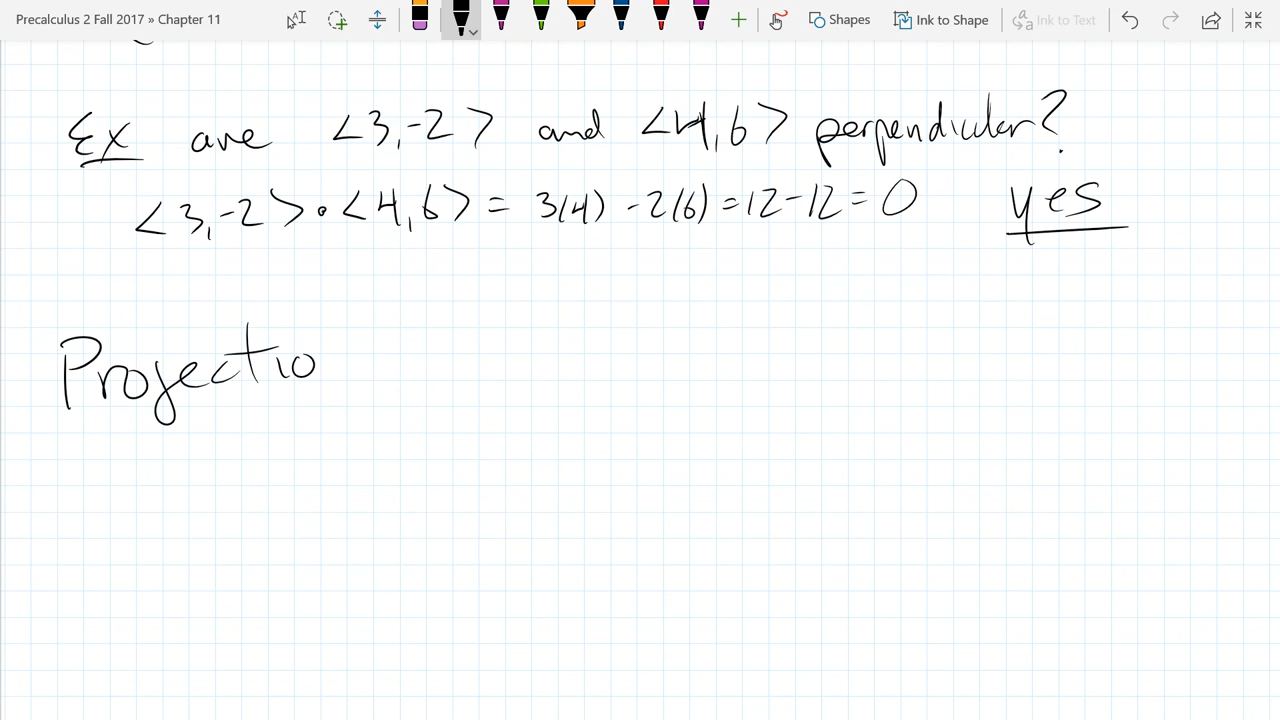 Precalculus 2 Fall 2017 » Chapter 11 Shapes Ink to Shape Ink to Text
Ex are <3,-2> and <4,6> perpendicular?
<3,-2> • <4,6> = 3(4) -2(6) = 12-12 = 0 yes
Projectio